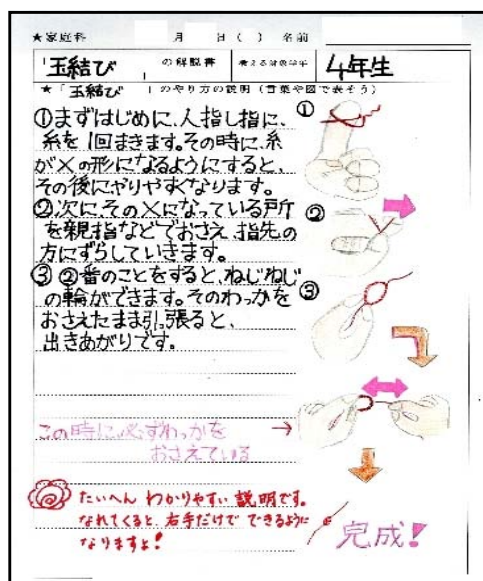 ★家庭科 月 日( ) 名前
「玉結び」の解説書 教える対象学年 4年生
★「玉結び」のやり方の説明(言葉や図で表そう)
①まずはじめに、人指し指に、
糸を1回まきます。その時に、糸
が×の形になるようにすると、
その後にやりやすくなります。
②次に、その×になっている所
を親指などでおさえ、指先の
方にずらしていきます。
③②番のことをすると、ねじねじ
の輪ができます。そのわっかを
おさえたまま引っ張ると、
出きあがりです。
①
②
③
この時に必ずわっかを
おさえている
→
たいへん わかりやすい 説明です。
なれてくると、右手だけで できるように
なりますよ!
完成!